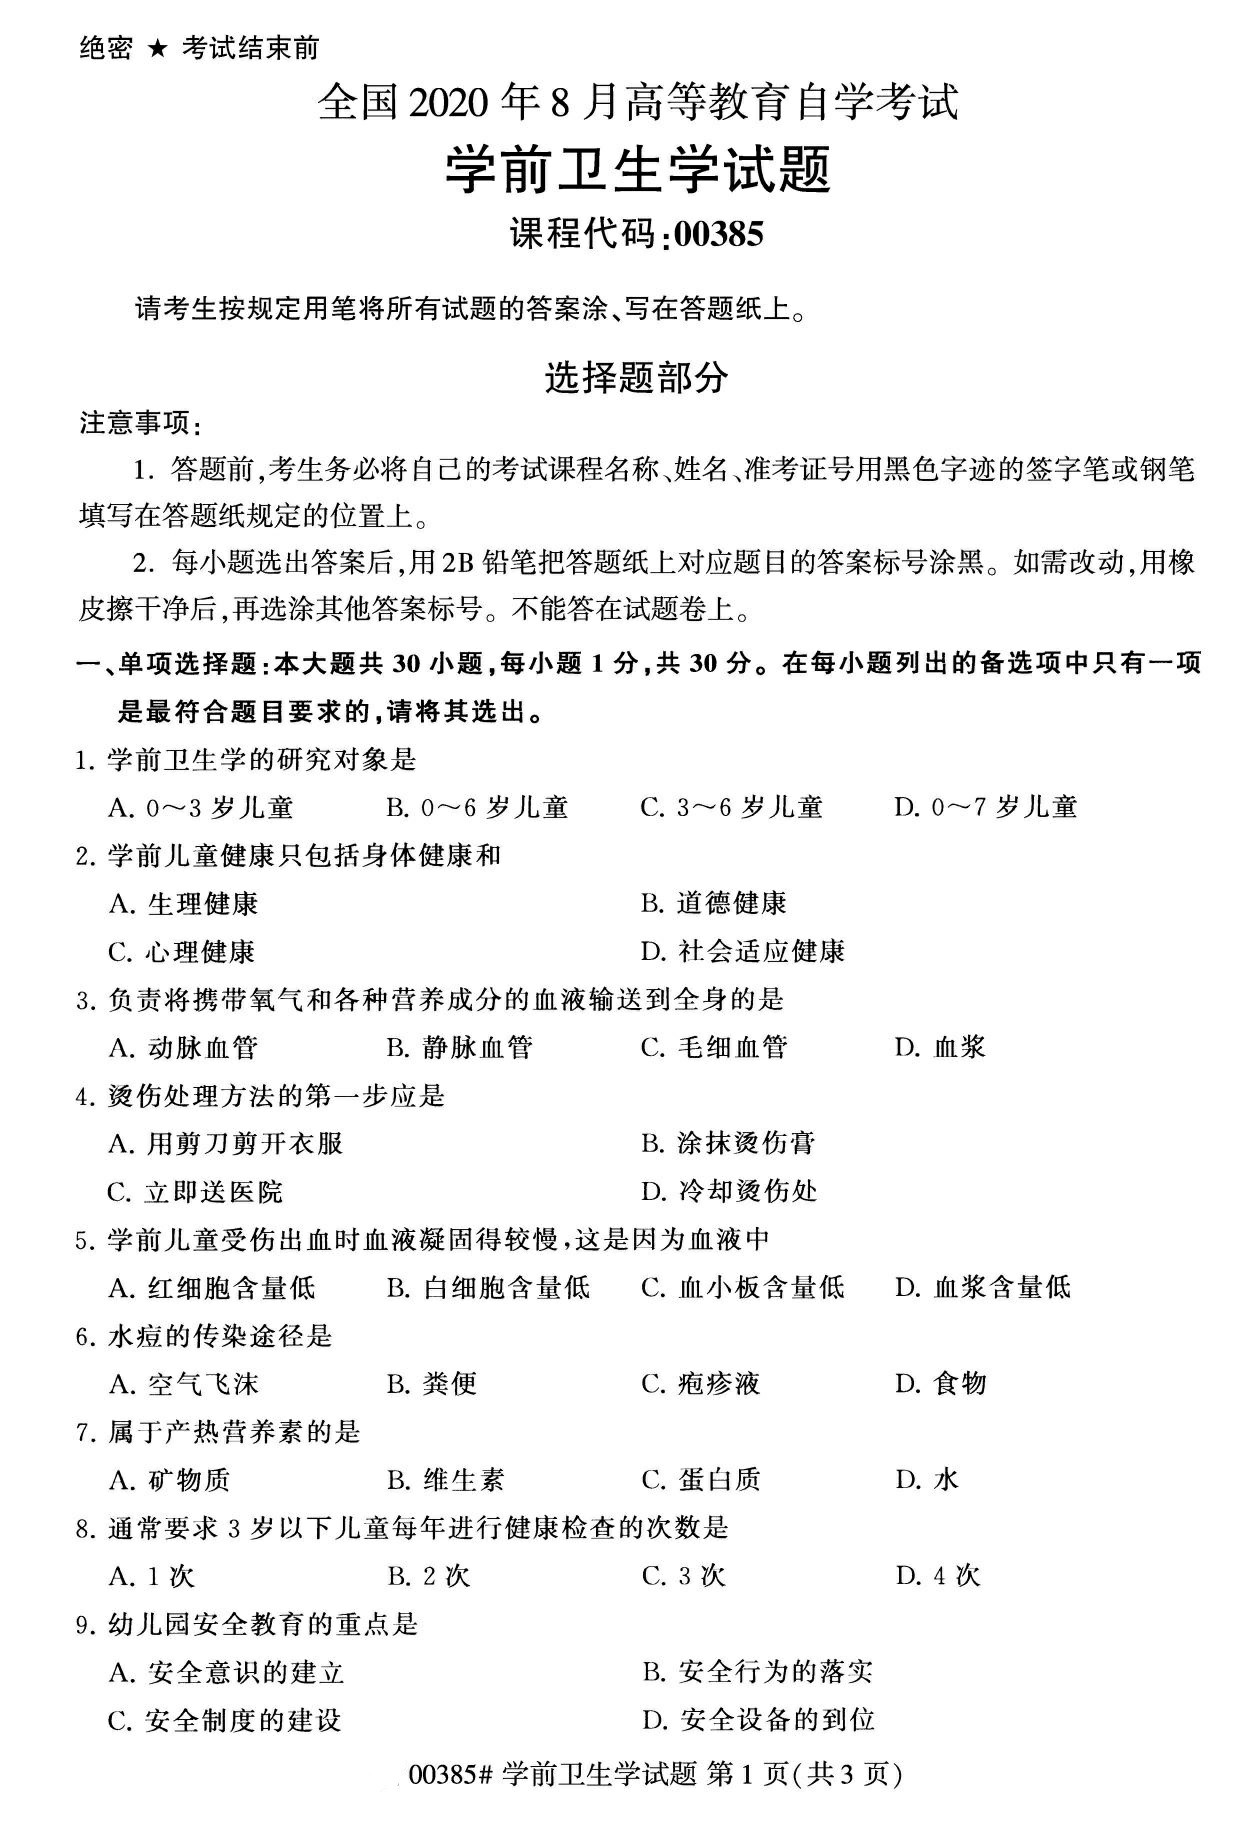 绝密 ★ 考试结束前
全国 2020 年 8 月高等教育自学考试
学前卫生学试题
课程代码:00385
请考生按规定用笔将所有试题的答案涂、写在答题纸上。
选择题部分
注意事项:
1. 答题前,考生务必将自己的考试课程名称、姓名、准考证号用黑色字迹的签字笔或钢笔
填写在答题纸规定的位置上。
2. 每小题选出答案后,用 2B 铅笔把答题纸上对应题目的答案标号涂黑。如需改动,用橡
皮擦干净后,再选涂其他答案标号。不能答在试题卷上。
一、单项选择题:本大题共 30 小题,每小题 1 分,共 30 分。在每小题列出的备选项中只有一项
是最符合题目要求的,请将其选出。
1. 学前卫生学的研究对象是
A. 0～3 岁儿童 B. 0～6 岁儿童 C. 3～6 岁儿童 D. 0～7 岁儿童
2. 学前儿童健康只包括身体健康和
A. 生理健康 B. 道德健康
C. 心理健康 D. 社会适应健康
3. 负责将携带氧气和各种营养成分的血液输送到全身的是
A. 动脉血管 B. 静脉血管 C. 毛细血管 D. 血浆
4. 烫伤处理方法的第一步应是
A. 用剪刀剪开衣服 B. 涂抹烫伤膏
C. 立即送医院 D. 冷却烫伤处
5. 学前儿童受伤出血时血液凝固得较慢,这是因为血液中
A. 红细胞含量低 B. 白细胞含量低 C. 血小板含量低 D. 血浆含量低
6. 水痘的传染途径是
A. 空气飞沫 B. 粪便 C. 疱疹液 D. 食物
7. 属于产热营养素的是
A. 矿物质 B. 维生素 C. 蛋白质 D. 水
8. 通常要求 3 岁以下儿童每年进行健康检查的次数是
A. 1 次 B. 2 次 C. 3 次 D. 4 次
9. 幼儿园安全教育的重点是
A. 安全意识的建立 B. 安全行为的落实
C. 安全制度的建设 D. 安全设备的到位
00385# 学前卫生学试题 第 1 页(共 3 页)